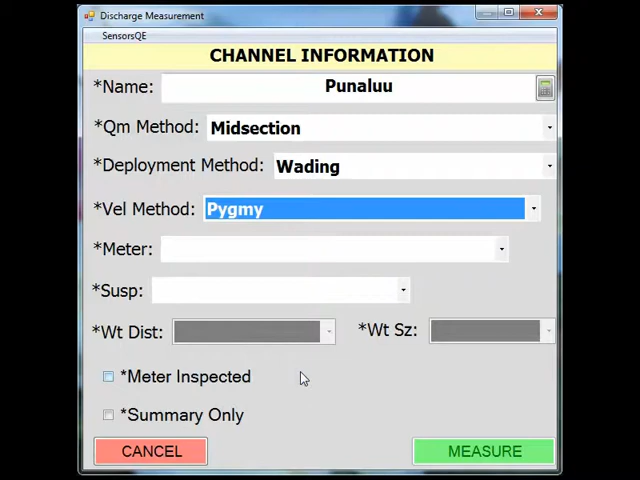 Discharge Measurement
SensorsQE
CHANNEL INFORMATION
*Name: Punaluu
*Qm Method: Midsection
*Deployment Method: Wading
*Vel Method: Pygmy
*Meter:
*Susp:
*Wt Dist: *Wt Sz:
*Meter Inspected
*Summary Only
CANCEL MEASURE